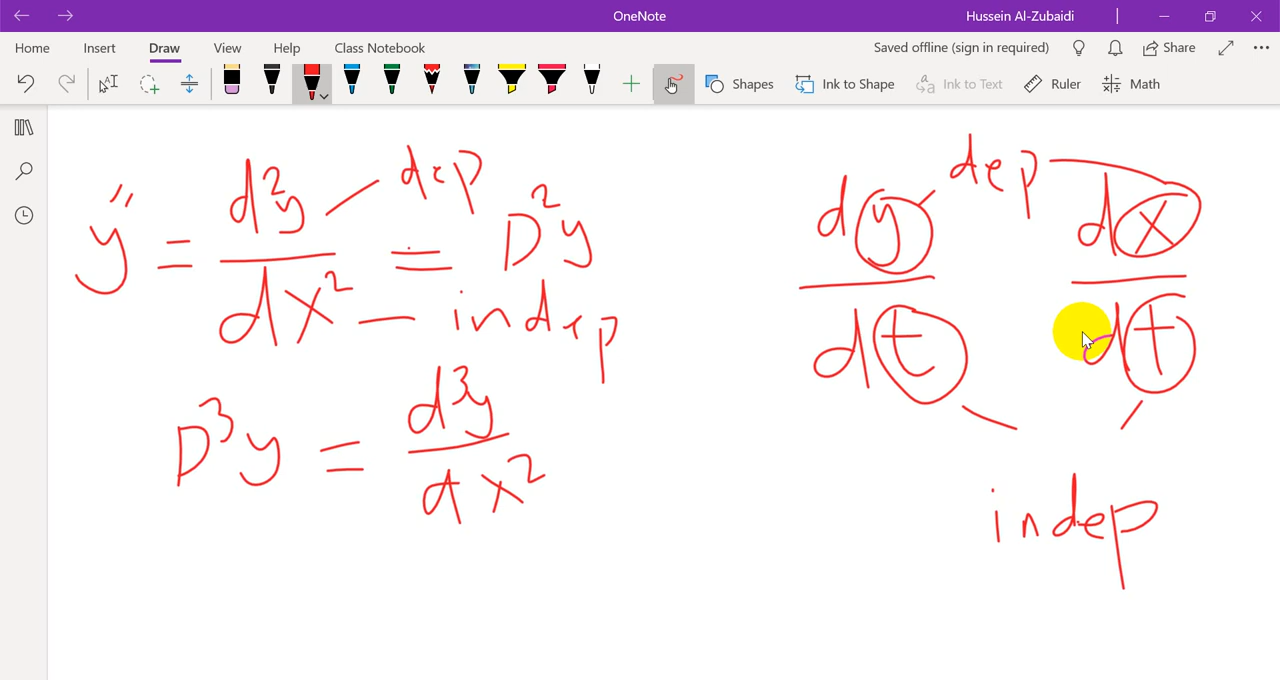 OneNote
Hussein Al-Zubaidi
Home Insert Draw View Help Class Notebook
Saved offline (sign in required) Share
Shapes Ink to Shape Ink to Text Ruler Math
y'' = d²y/dx² = D²y
dep
indep
D³y = d³y/dx²
dy/dt dx/dt
dep
indep